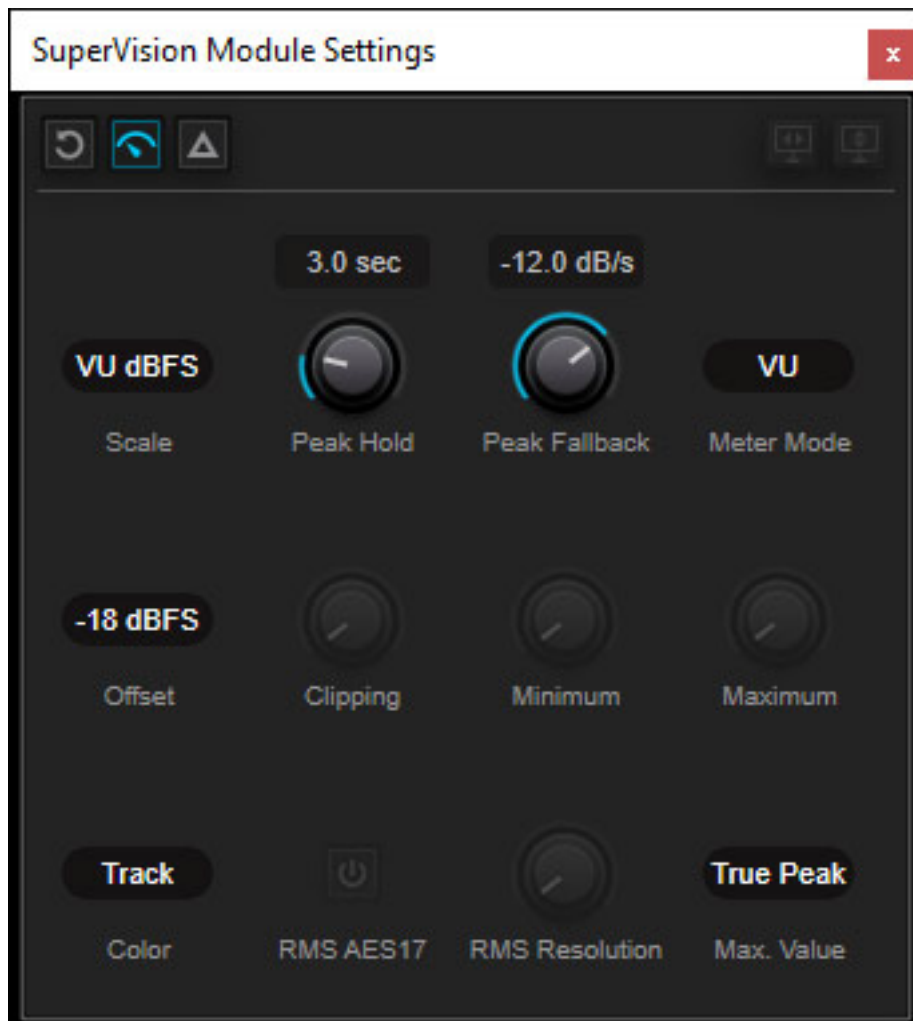 SuperVision Module Settings
x
3.0 sec
-12.0 dB/s
VU dBFS
VU
Scale
Peak Hold
Peak Fallback
Meter Mode
-18 dBFS
Offset
Clipping
Minimum
Maximum
Track
True Peak
Color
RMS AES17
RMS Resolution
Max. Value